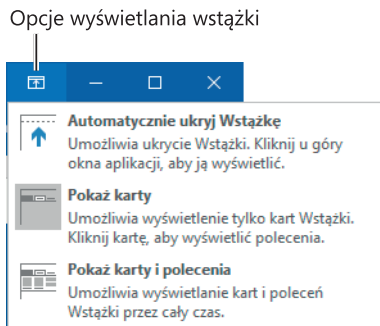 Opcje wyświetlania wstążki
Automatycznie ukryj Wstążkę
Umożliwia ukrycie Wstążki. Kliknij u góry
okna aplikacji, aby ją wyświetlić.
Pokaż karty
Umożliwia wyświetlenie tylko kart Wstążki.
Kliknij kartę, aby wyświetlić polecenia.
Pokaż karty i polecenia
Umożliwia wyświetlanie kart i poleceń
Wstążki przez cały czas.